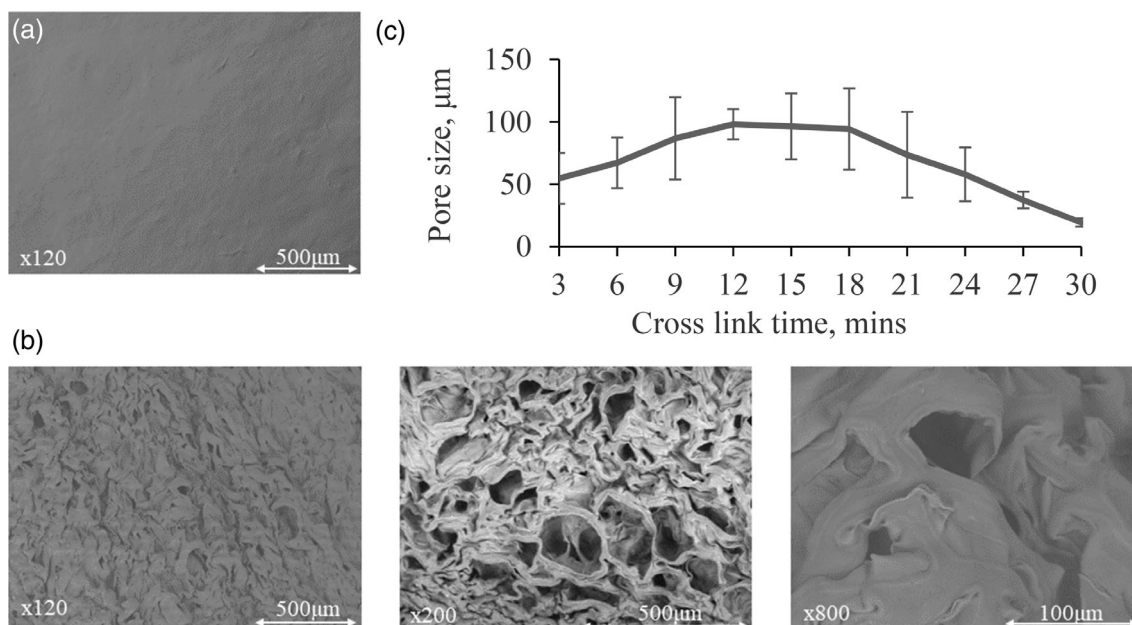 (a)
x120
500μm
(c)
150
100
50
0
Pore size, μm
3 6 9 12 15 18 21 24 27 30
Cross link time, mins
(b)
x120
500μm
x200
500μm
x800
100μm